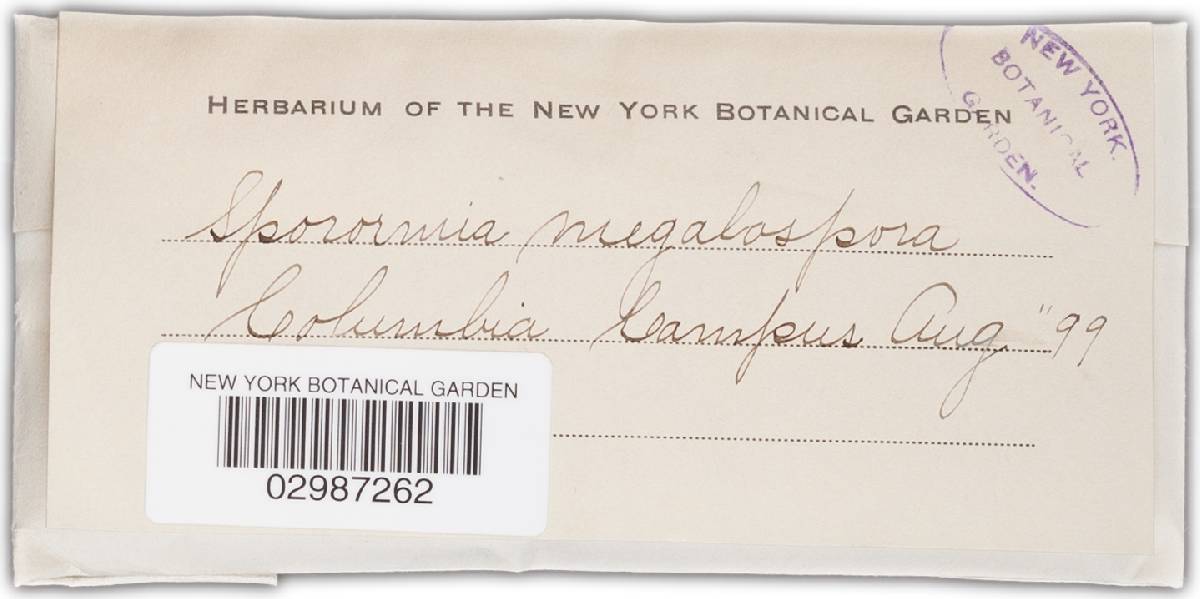 HERBARIUM OF THE NEW YORK BOTANICAL GARDEN
NEW YORK.
BOTANICAL
GARDEN.
Sporormia megalospora
Columbia Campus Aug "99
NEW YORK BOTANICAL GARDEN
02987262